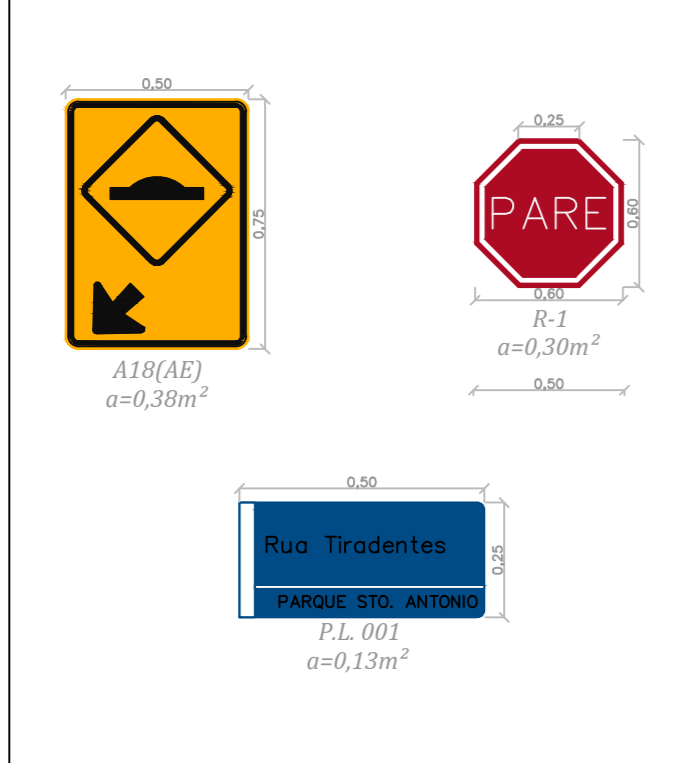 0,50
0,75
A18(AE)
a=0,38m²
0,25
PARE
0,60
0,60
R-1
a=0,30m²
0,50
0,50
Rua Tiradentes
0,25
PARQUE STO. ANTONIO
P.L. 001
a=0,13m²